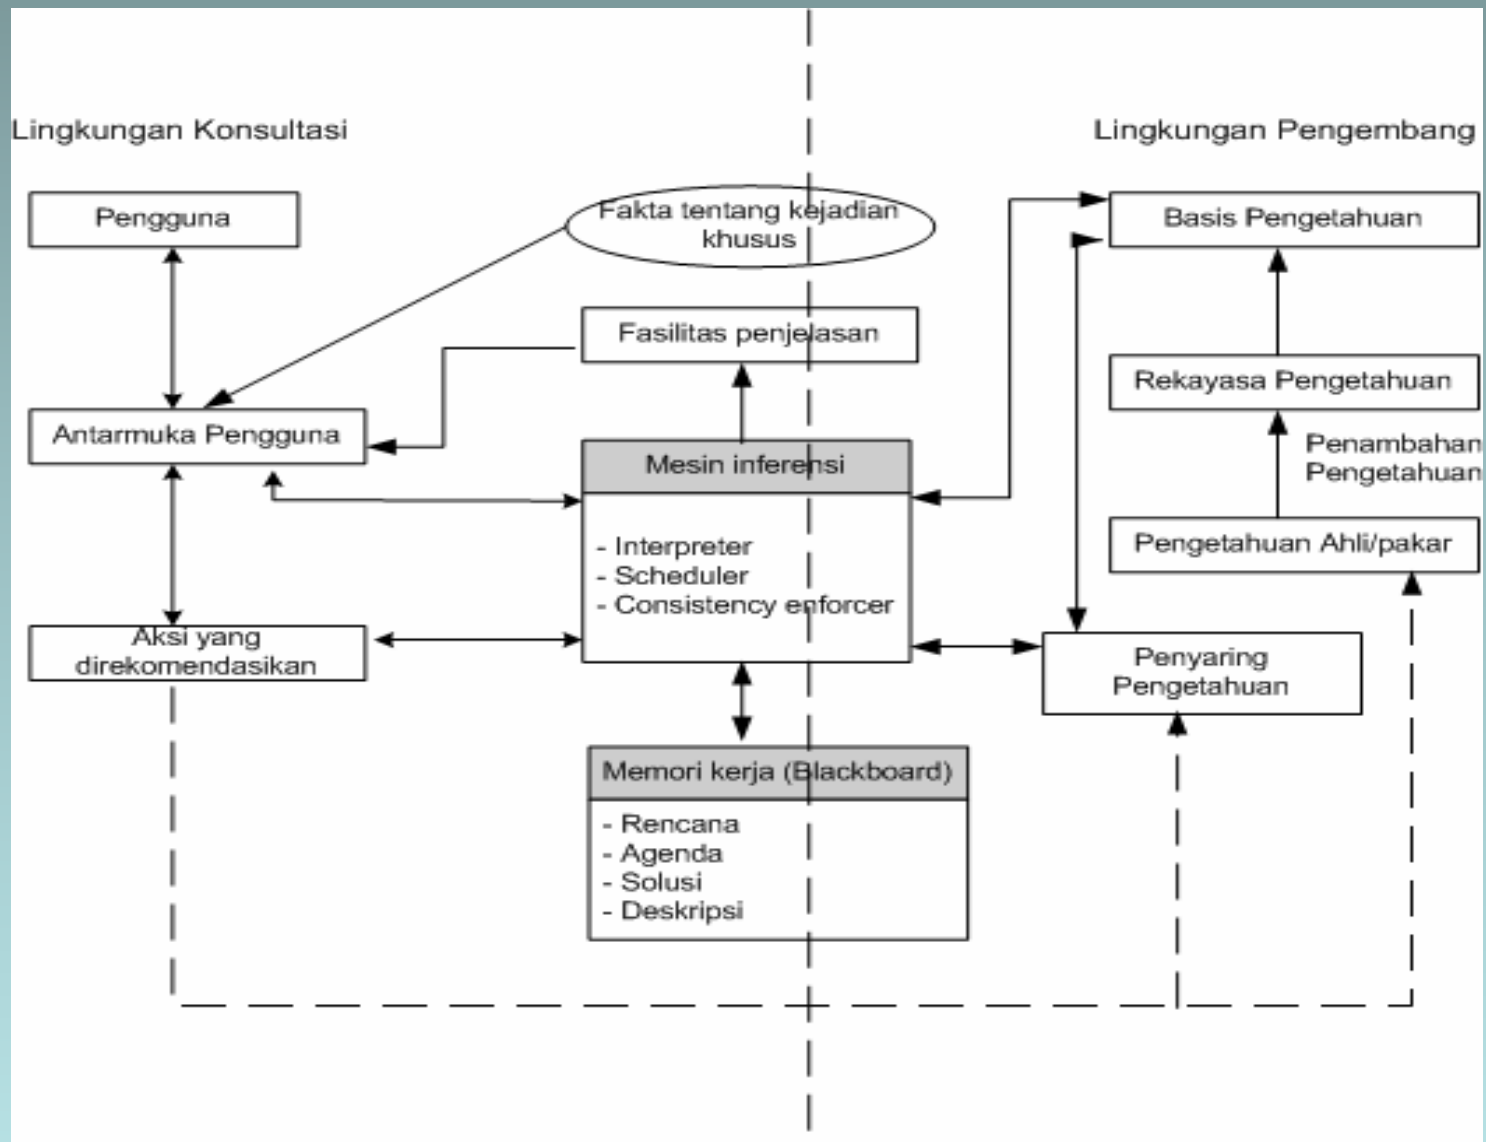 Lingkungan Konsultasi
Lingkungan Pengembang
Pengguna
Fakta tentang kejadian
khusus
Basis Pengetahuan
Fasilitas penjelasan
Rekayasa Pengetahuan
Antarmuka Pengguna
Penambahan
Pengetahuan
Mesin inferensi
- Interpreter
- Scheduler
- Consistency enforcer
Pengetahuan Ahli/pakar
Aksi yang
direkomendasikan
Penyaring
Pengetahuan
Memori kerja (Blackboard)
- Rencana
- Agenda
- Solusi
- Deskripsi